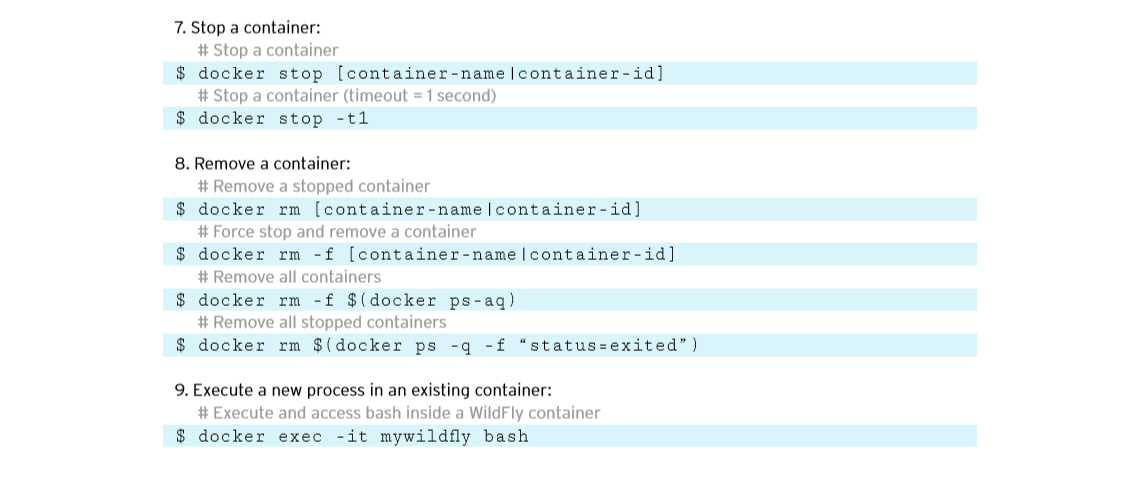 7. Stop a container:
# Stop a container
$ docker stop [container-name|container-id]
# Stop a container (timeout = 1 second)
$ docker stop -t1
8. Remove a container:
# Remove a stopped container
$ docker rm [container-name|container-id]
# Force stop and remove a container
$ docker rm -f [container-name|container-id]
# Remove all containers
$ docker rm -f $(docker ps-aq)
# Remove all stopped containers
$ docker rm $(docker ps -q -f “status=exited”)
9. Execute a new process in an existing container:
# Execute and access bash inside a WildFly container
$ docker exec -it mywildfly bash